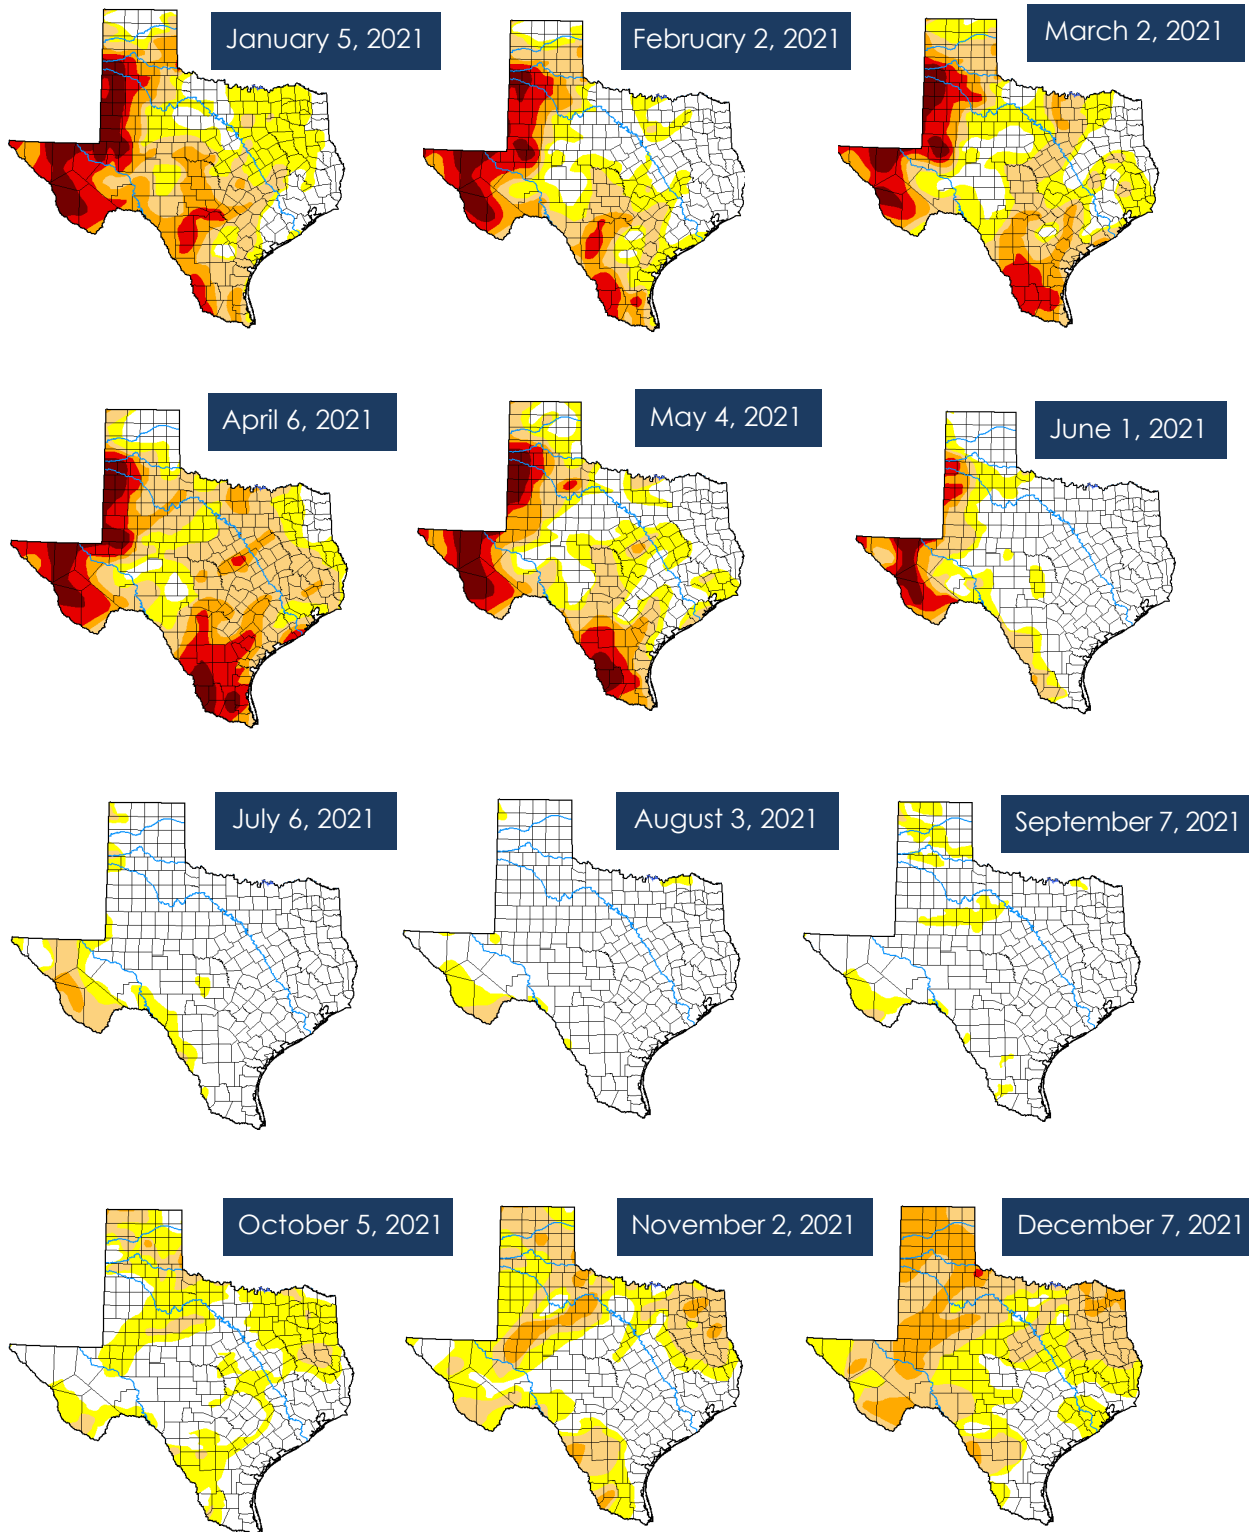 January 5, 2021
February 2, 2021
March 2, 2021
April 6, 2021
May 4, 2021
June 1, 2021
July 6, 2021
August 3, 2021
September 7, 2021
October 5, 2021
November 2, 2021
December 7, 2021